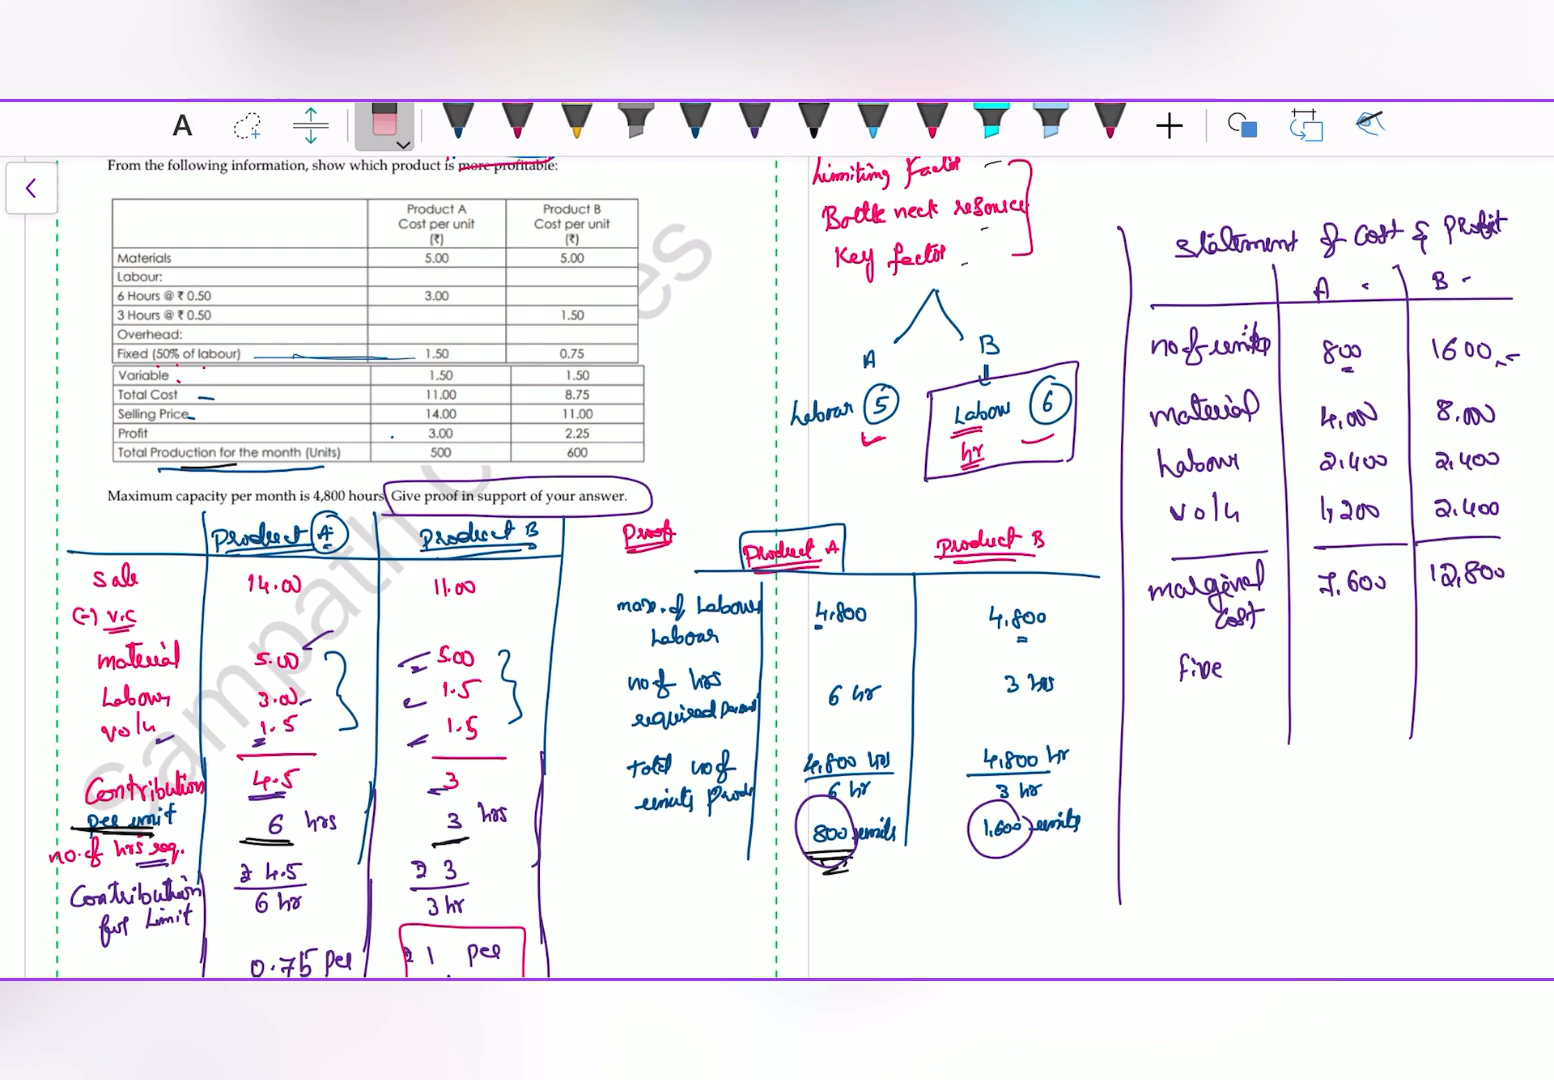 A
From the following information, show which product is more profitable:
Product A
Cost per unit
(₹)
Product B
Cost per unit
(₹)
Materials 5.00 5.00
Labour:
6 Hours @ ₹ 0.50 3.00
3 Hours @ ₹ 0.50 1.50
Overhead:
Fixed (50% of labour) 1.50 0.75
Variable 1.50 1.50
Total Cost 11.00 8.75
Selling Price 14.00 11.00
Profit 3.00 2.25
Total Production for the month (Units) 500 600
Maximum capacity per month is 4,800 hours. Give proof in support of your answer.
Product A Product B
Sale 14.00 11.00
(-) V.C
material 5.00 5.00
Labour 3.00 1.5
vo/h 1.5 1.5
Contribution 4.5 3
per unit
6 hrs 3 hrs
no. of hrs req.
Contribution 4.5 3
6 hr 3 hr
Limit
0.75 per 1 per
Limiting factor
Bottle neck resource
Key factor
A B
Labour 5 Labour 6
hr
Proof
Product A Product B
max. of Labour 4,800 4,800
Labour
no of hrs 6 hr 3 hrs
required
total no of 4,800 hrs 4,800 hr
units 6 hr 3 hr
800 units 1,600 units
Statement of Cost & Profit
A B
no of units 800 1600
material 4,000 8,000
Labour 2,400 2,400
vo/h 1,200 2,400
marginal 7,600 12,800
cost
fixe
Sampath